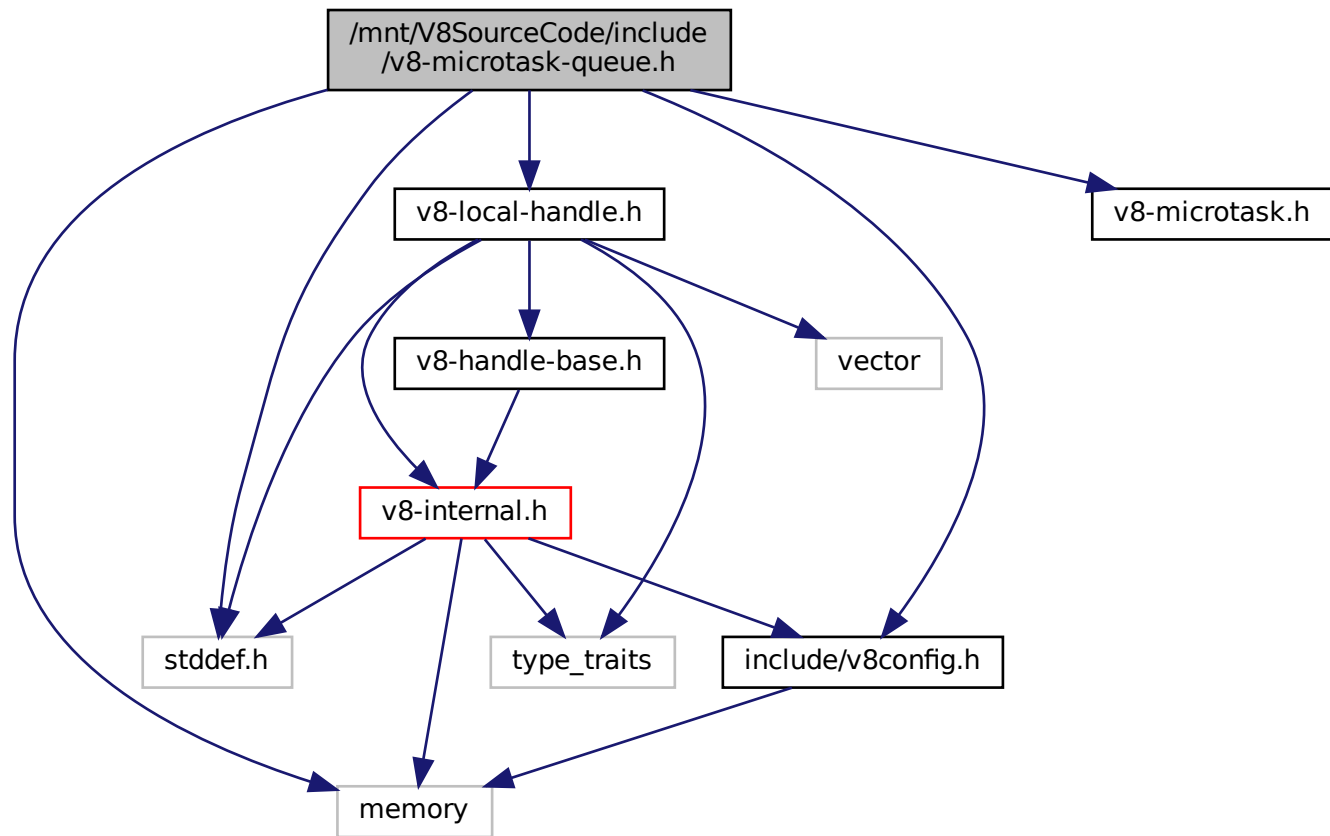 /mnt/V8SourceCode/include
/v8-microtask-queue.h
v8-local-handle.h
v8-microtask.h
v8-handle-base.h
vector
v8-internal.h
stddef.h
type_traits
include/v8config.h
memory